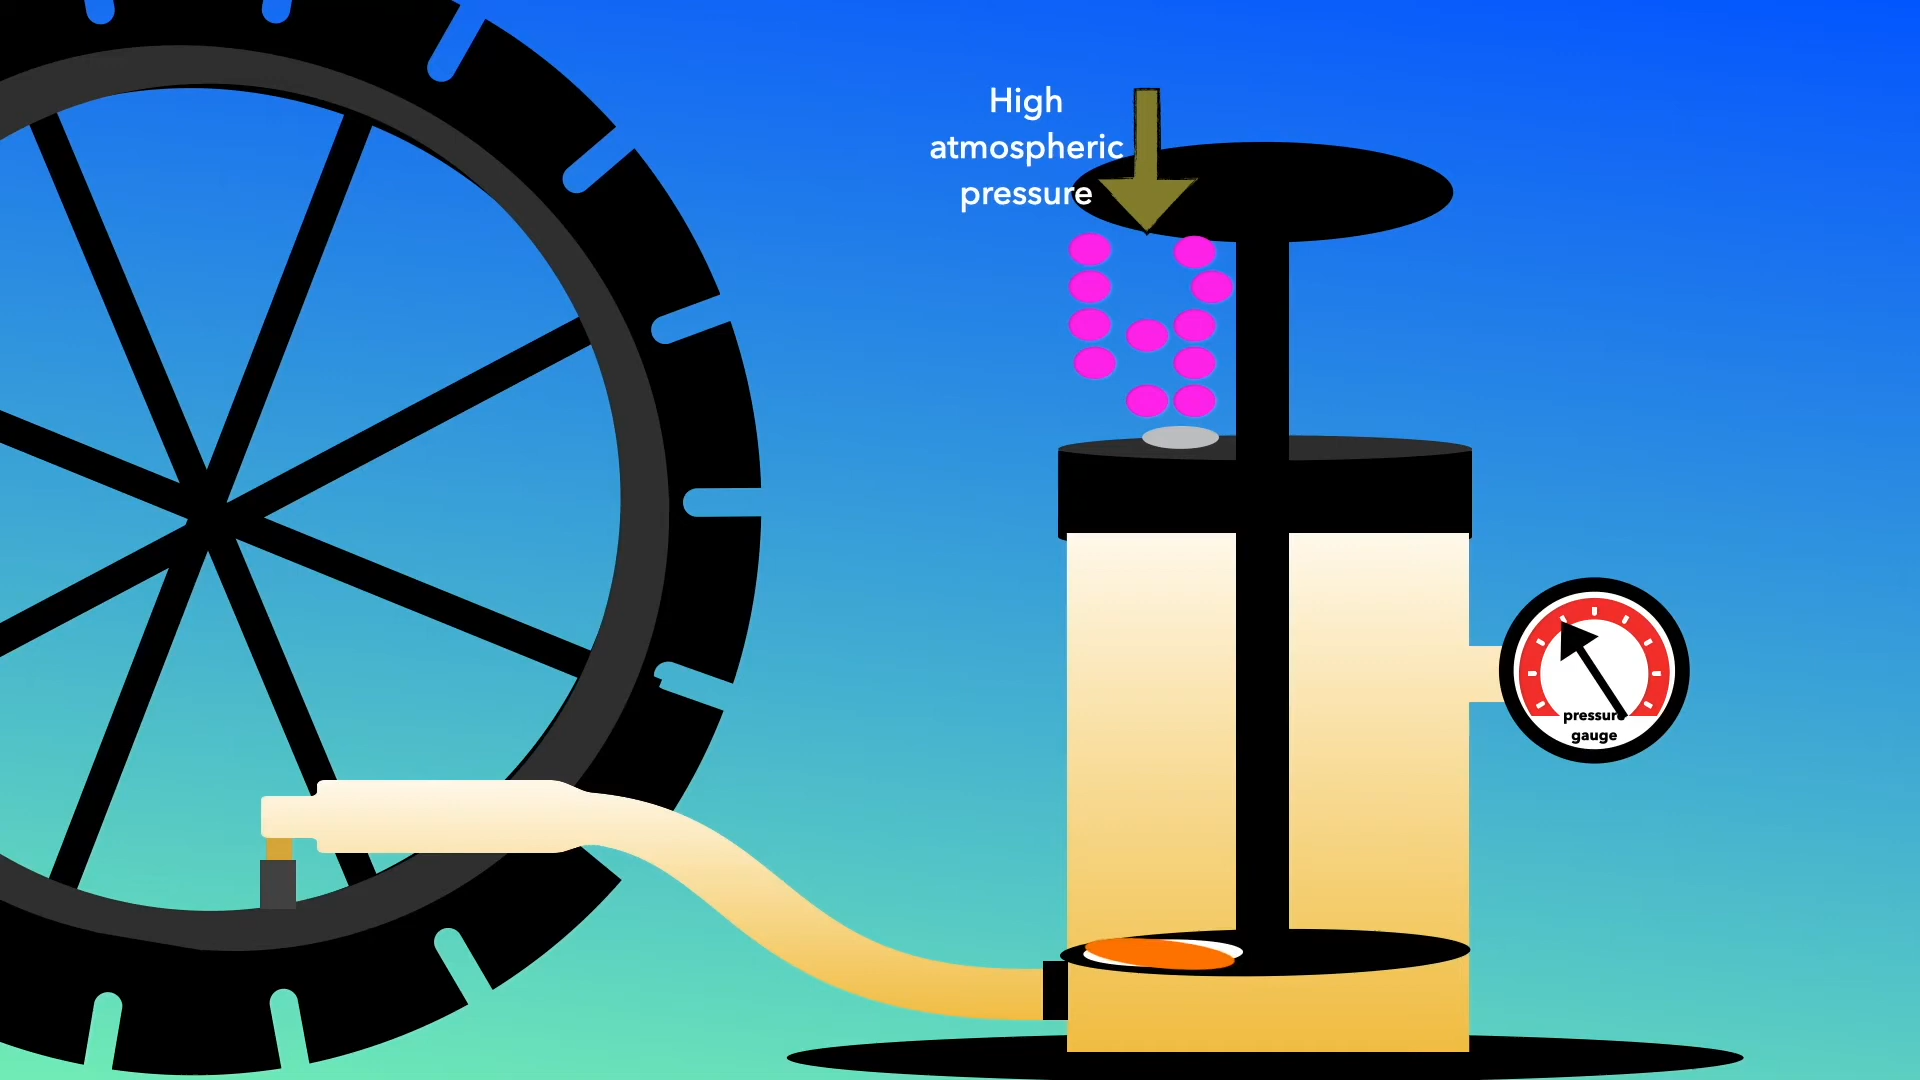 High
atmospheric
pressure
pressure
gauge